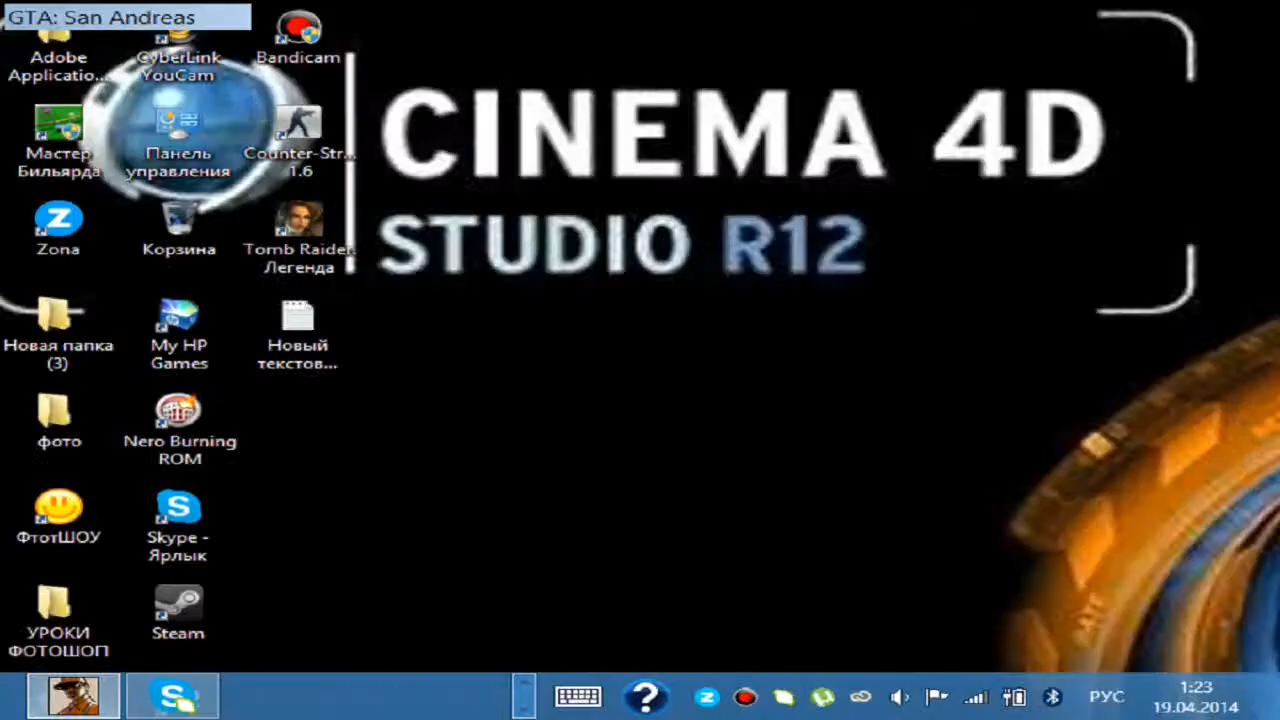 GTA: San Andreas
Adobe
Applicatio...
CyberLink
YouCam
Bandicam
Мастер
Бильярда
Панель
управления
Counter-Str...
1.6
CINEMA 4D
STUDIO R12
Zona
Корзина
Tomb Raider
Легенда
Новая папка
(3)
My HP
Games
Новый
текстов...
фото
Nero Burning
ROM
ФтотШОУ
Skype -
Ярлык
УРОКИ
ФОТОШОП
Steam
РУС
1:23
19.04.2014